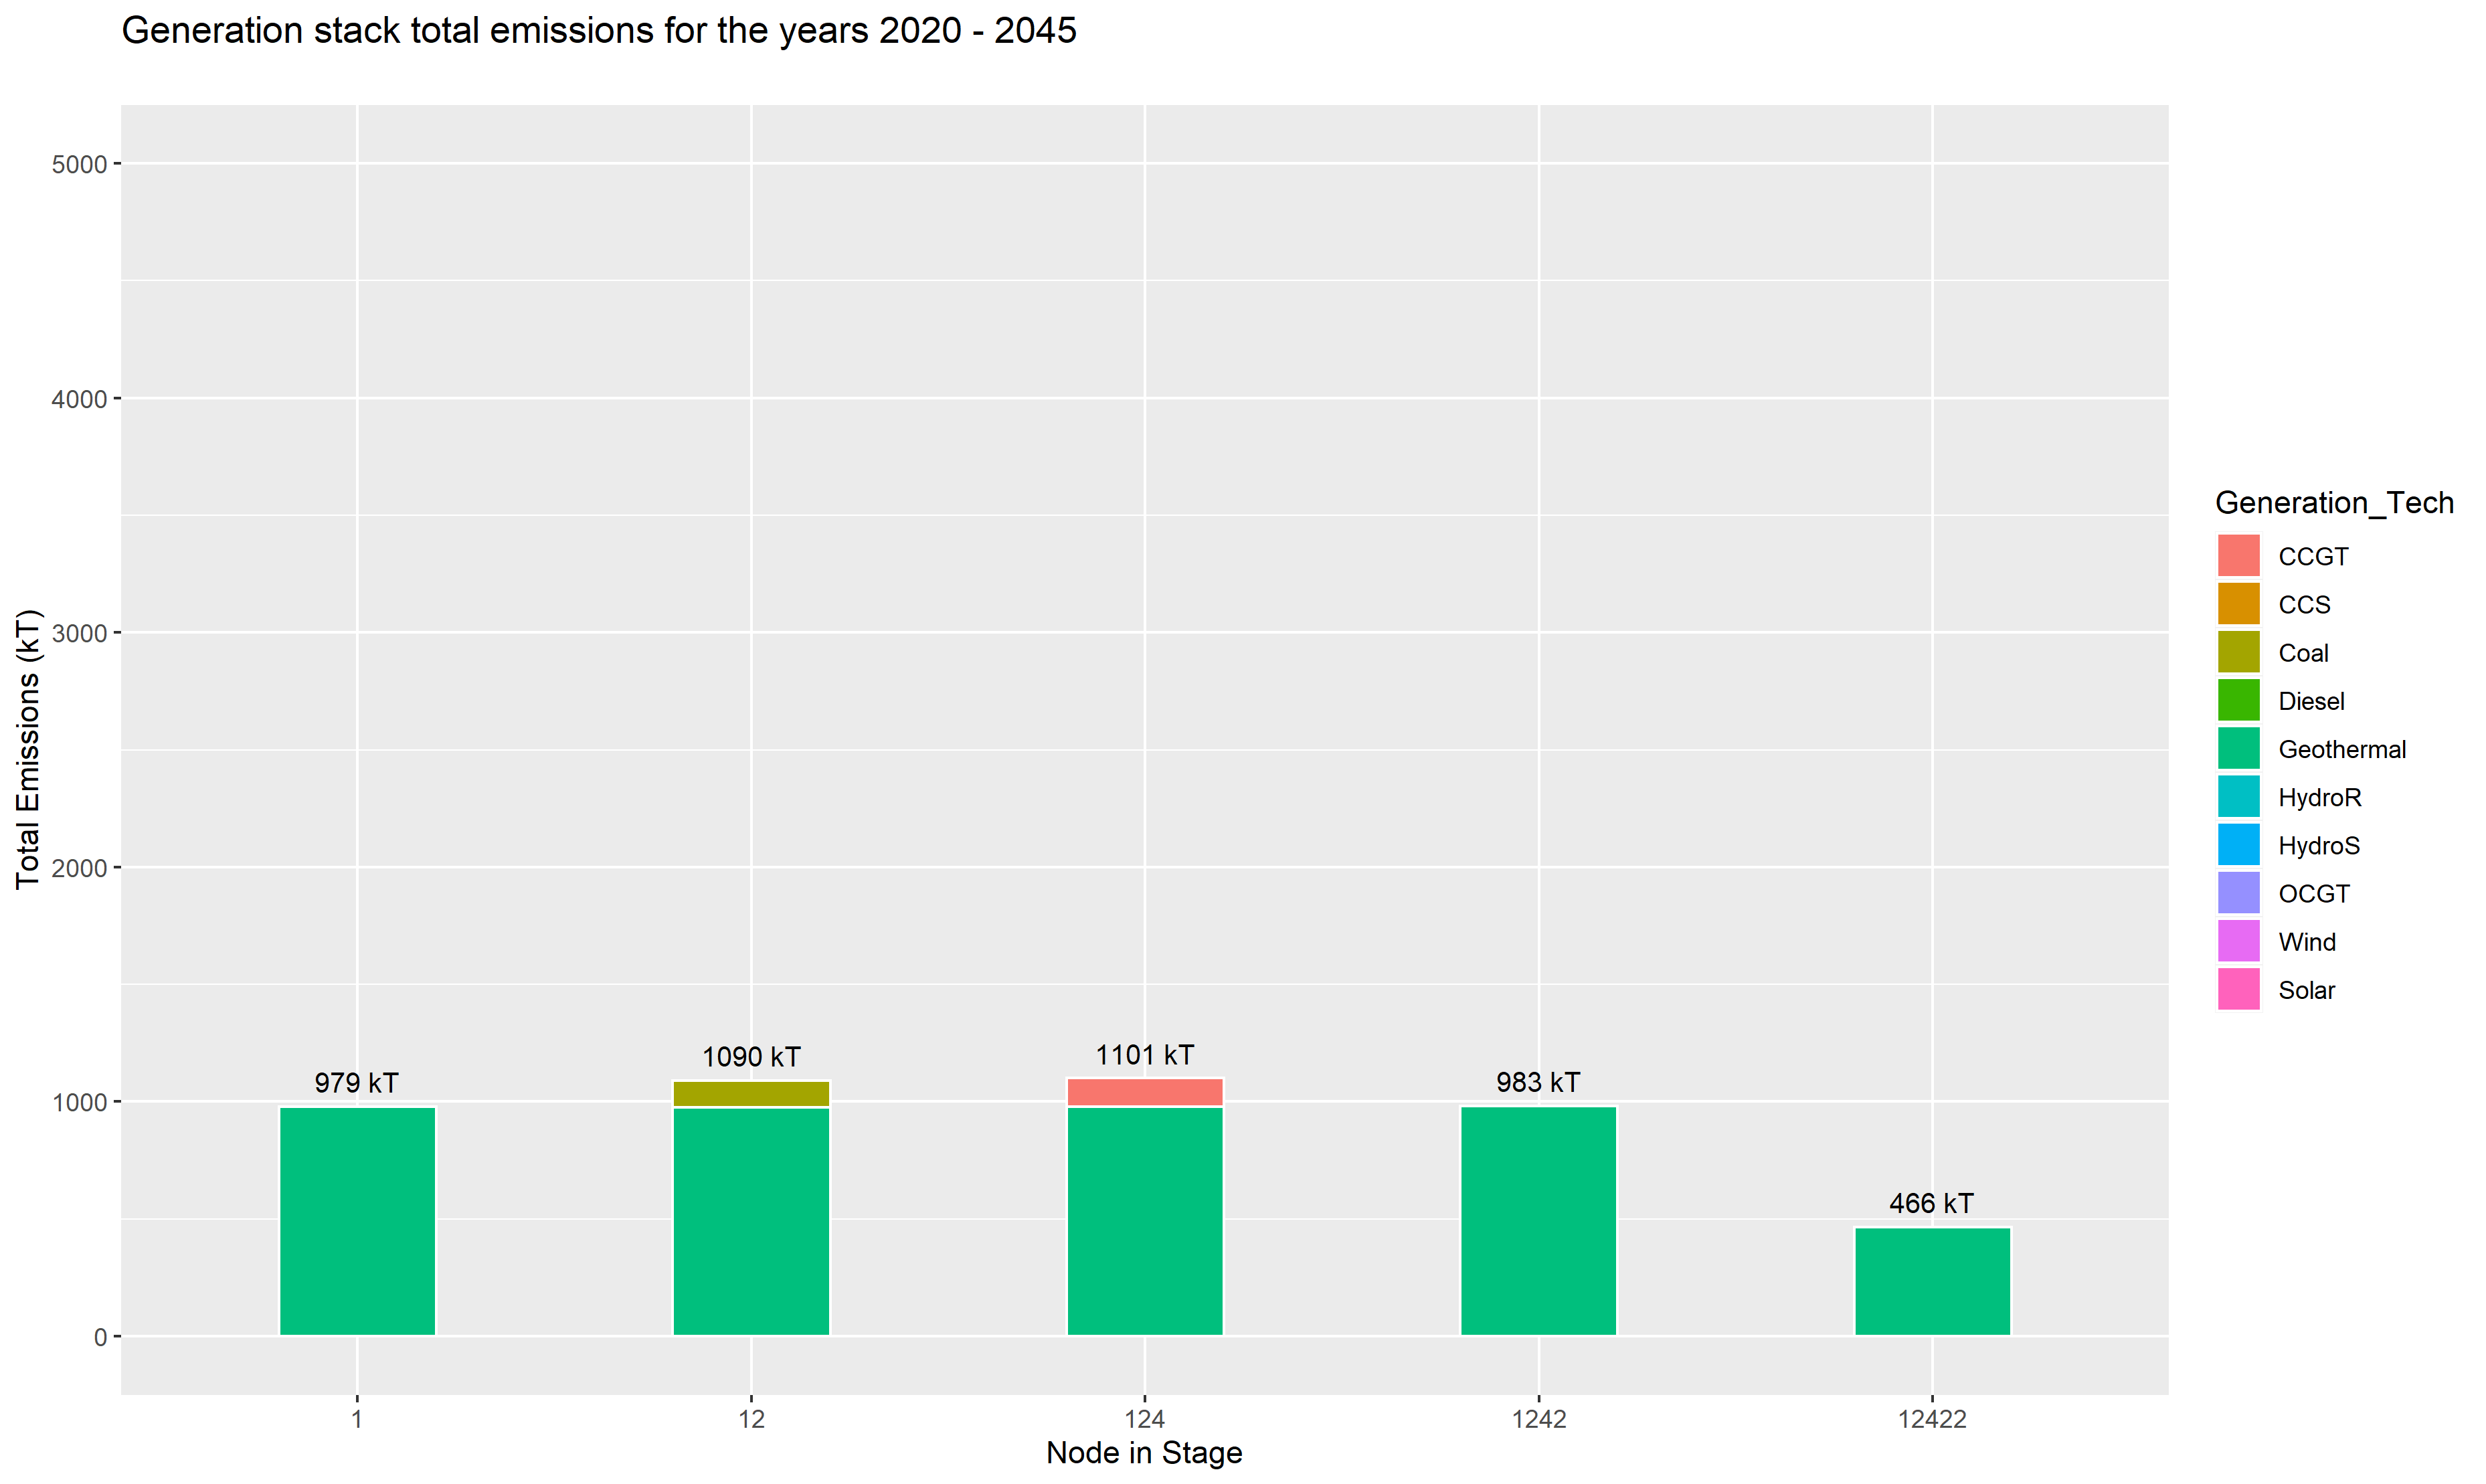 Generation stack total emissions for the years 2020 - 2045
Total Emissions (kT)
5000
4000
3000
2000
1000
0
979 kT
1090 kT
1101 kT
983 kT
466 kT
1
12
124
1242
12422
Node in Stage
Generation_Tech
CCGT
CCS
Coal
Diesel
Geothermal
HydroR
HydroS
OCGT
Wind
Solar